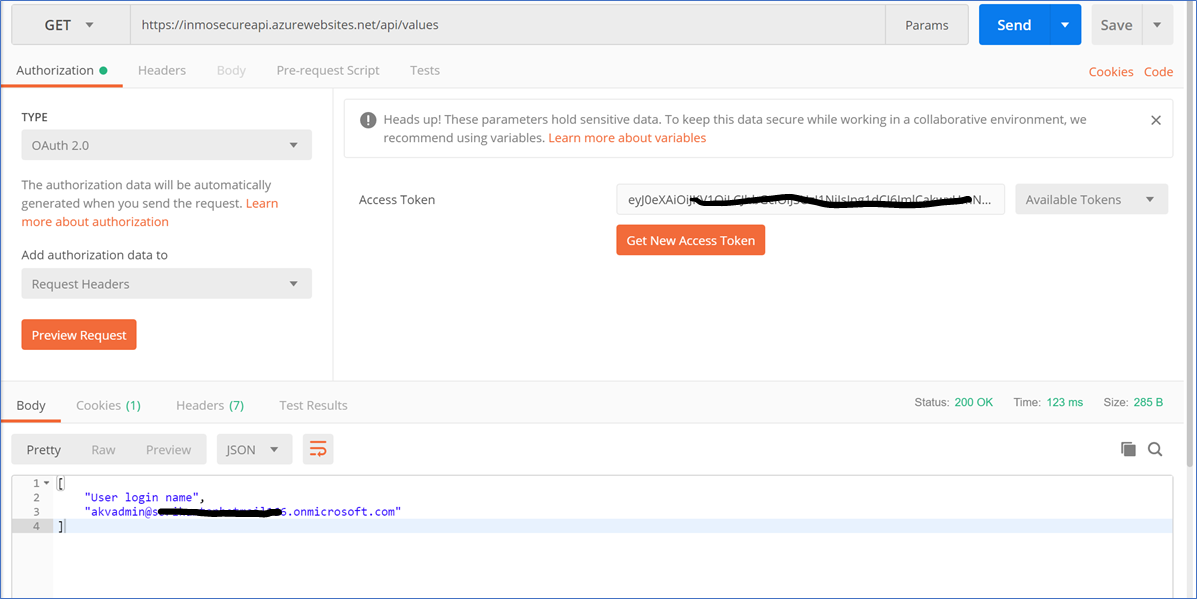 GET https://inmosecureapi.azurewebsites.net/api/values Params Send Save
Authorization Headers Body Pre-request Script Tests Cookies Code
TYPE
OAuth 2.0
The authorization data will be automatically
generated when you send the request. Learn
more about authorization
Add authorization data to
Request Headers
Preview Request
Heads up! These parameters hold sensitive data. To keep this data secure while working in a collaborative environment, we
recommend using variables. Learn more about variables
Access Token Available Tokens
Get New Access Token
Body Cookies (1) Headers (7) Test Results Status: 200 OK Time: 123 ms Size: 285 B
Pretty Raw Preview JSON
1 [
2 "User login name",
3 "akvadmin@ .onmicrosoft.com"
4 ]